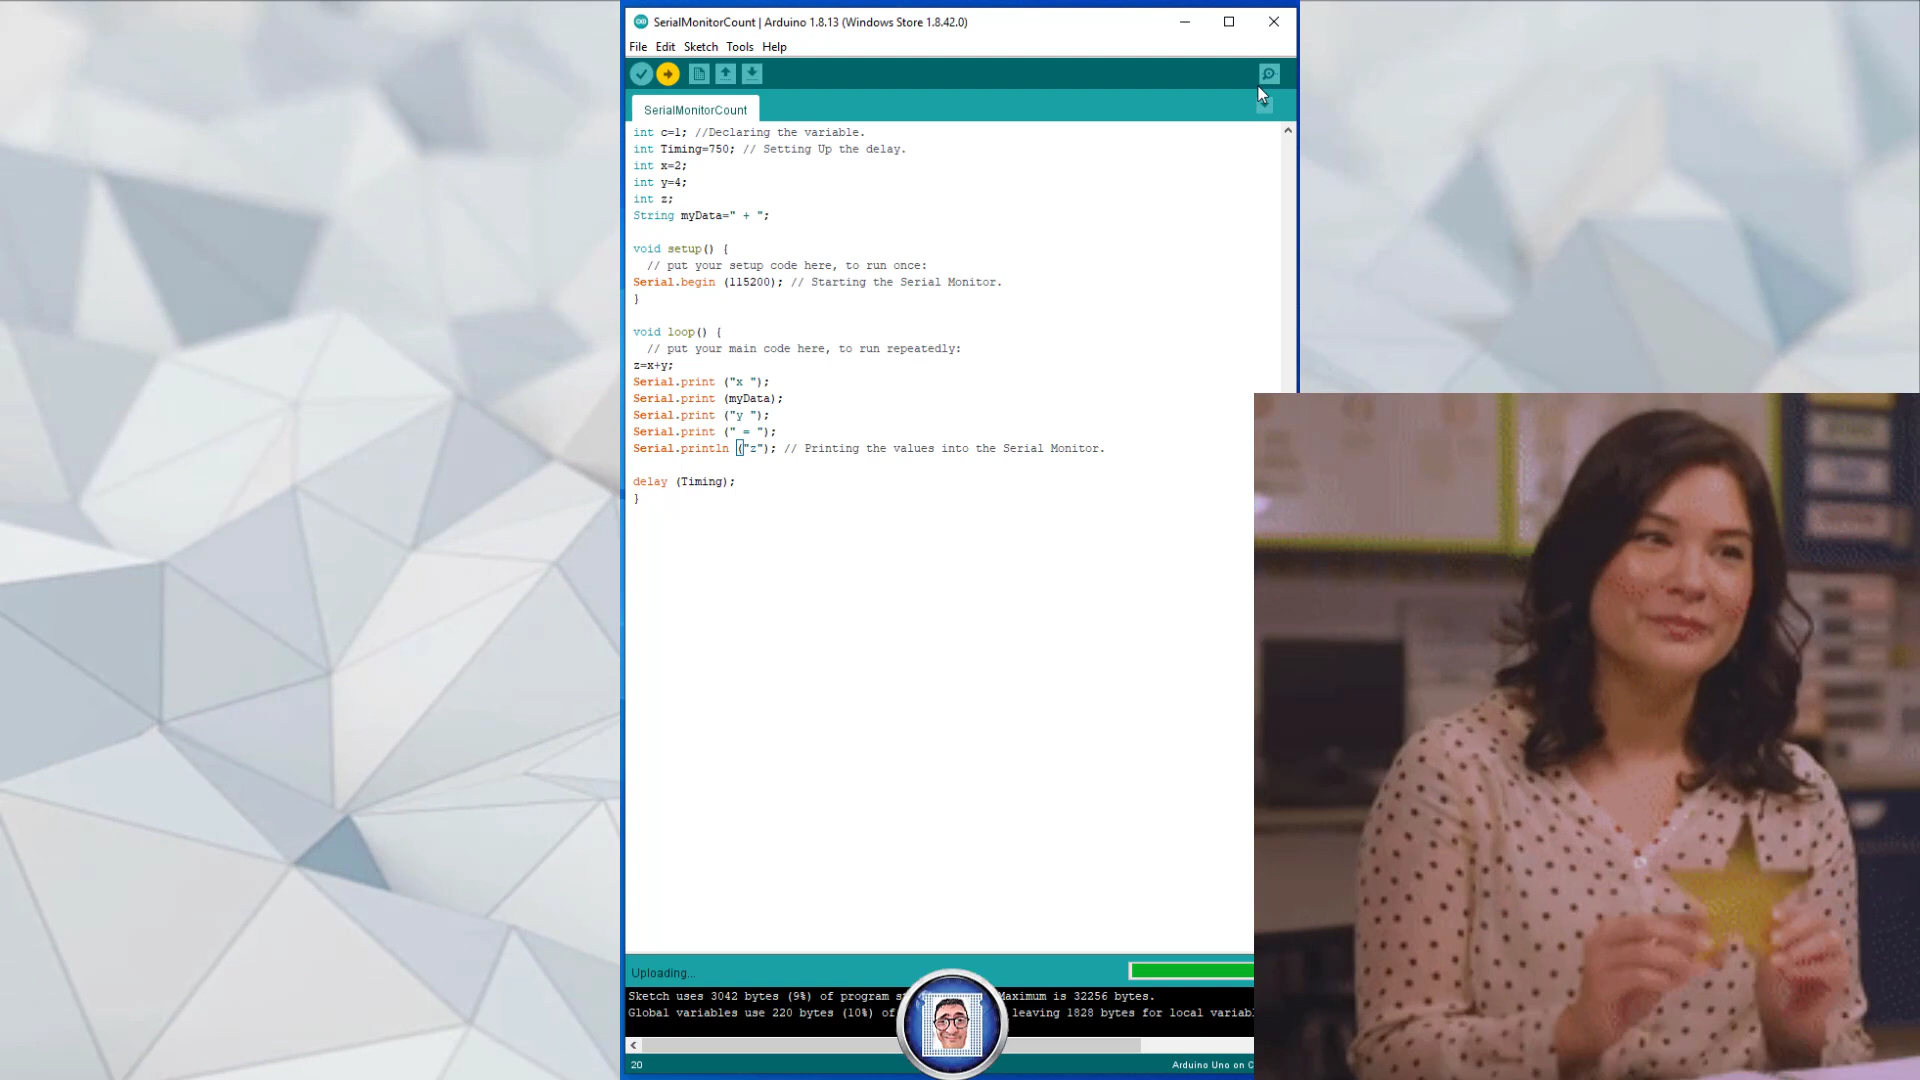 SerialMonitorCount | Arduino 1.8.13 (Windows Store 1.8.42.0)
File Edit Sketch Tools Help
SerialMonitorCount
int c=1; //Declaring the variable.
int Timing=750; // Setting Up the delay.
int x=2;
int y=4;
int z;
String myData=" + ";
void setup() {
// put your setup code here, to run once:
Serial.begin (115200); // Starting the Serial Monitor.
}
void loop() {
// put your main code here, to run repeatedly:
z=x+y;
Serial.print ("x ");
Serial.print (myData);
Serial.print ("y ");
Serial.print (" = ");
Serial.println ("z"); // Printing the values into the Serial Monitor.
delay (Timing);
}
Uploading...
Sketch uses 3042 bytes (9%) of program Maximum is 32256 bytes.
Global variables use 220 bytes (10%) of leaving 1828 bytes for local
20
Arduino Uno on